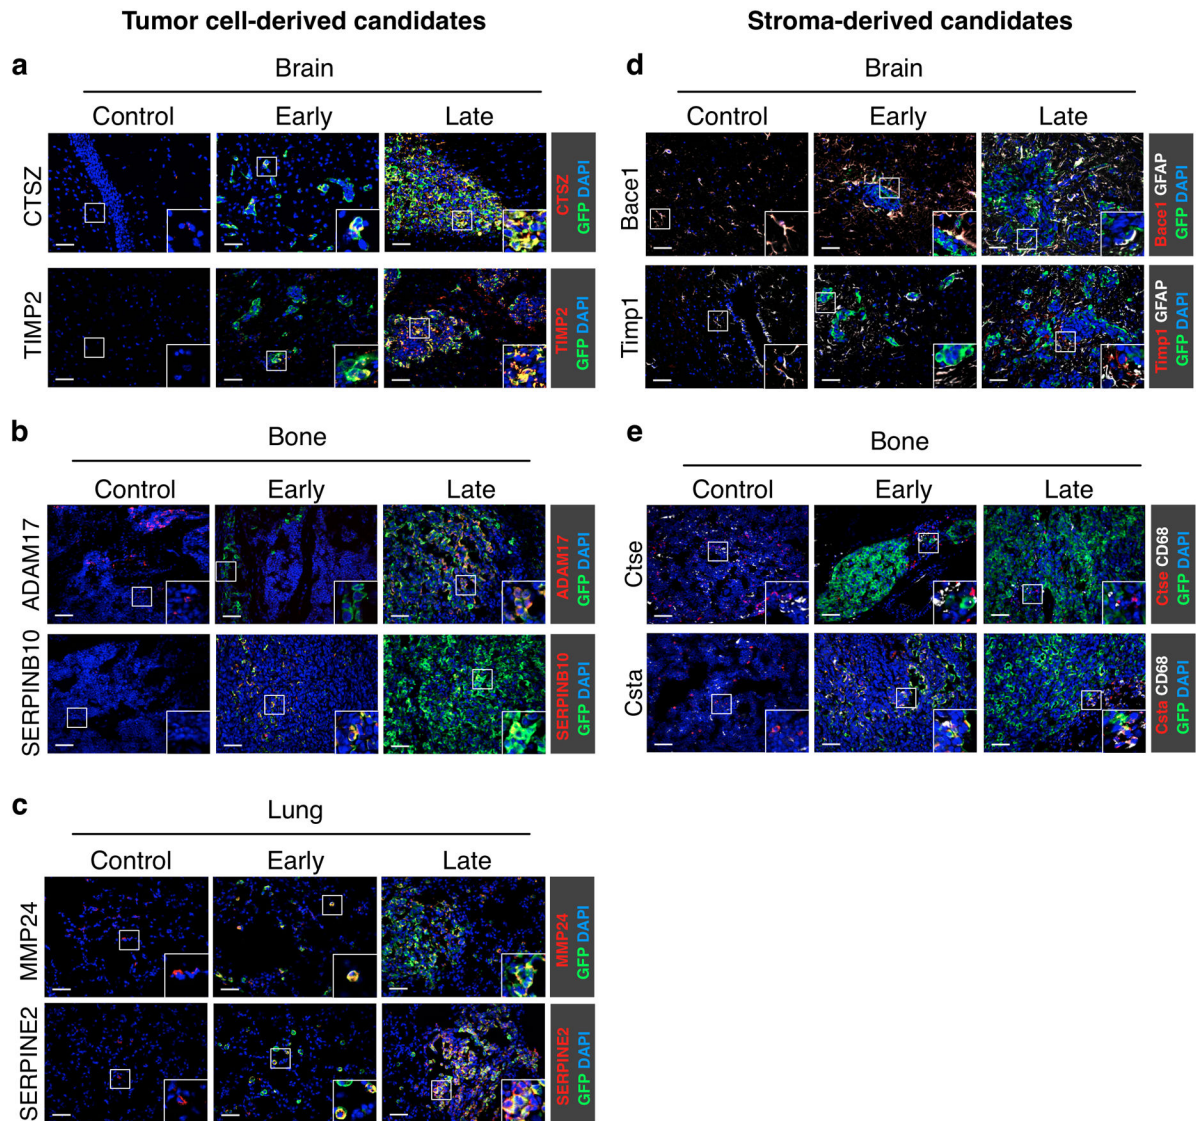 Tumor cell-derived candidates
Stroma-derived candidates
a
Brain
Control Early Late
CTSZ
CTSZ
GFP DAPI
TIMP2
TIMP2
GFP DAPI
b
Bone
Control Early Late
ADAM17
ADAM17
GFP DAPI
SERPINB10
SERPINB10
GFP DAPI
c
Lung
Control Early Late
MMP24
MMP24
GFP DAPI
SERPINE2
SERPINE2
GFP DAPI
d
Brain
Control Early Late
Bace1
Bace1 GFAP
GFP DAPI
Timp1
Timp1 GFAP
GFP DAPI
e
Bone
Control Early Late
Ctse
Ctse CD68
GFP DAPI
Csta
Csta CD68
GFP DAPI